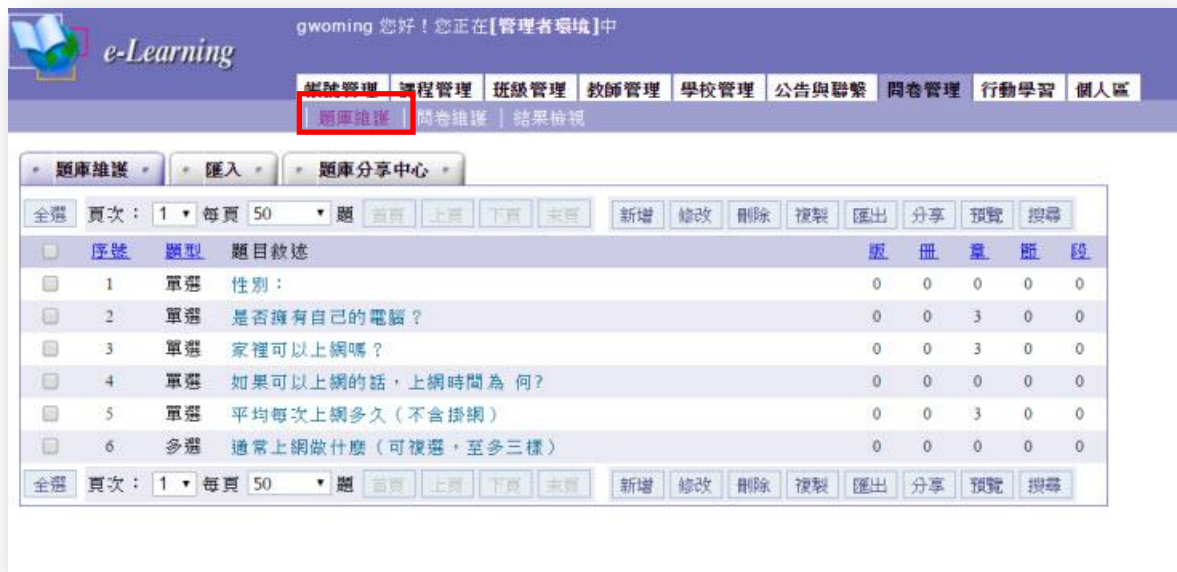 e-Learning
gwoming 您好！您正在[管理者環境]中
帳號管理 課程管理 班級管理 教師管理 學校管理 公告與聯繫 問卷管理 行動學習 個人區
題庫維護 | 問卷維護 | 結果檢視
題庫維護 匯入 題庫分享中心
全選 頁次： 1 每頁 50 題 首頁 上頁 下頁 末頁 新增 修改 刪除 複製 匯出 分享 預覽 搜尋
序號 題型 題目敘述 版 冊 章 節 段
1 單選 性別： 0 0 0 0 0
2 單選 是否擁有自己的電腦？ 0 0 3 0 0
3 單選 家裡可以上網嗎？ 0 0 3 0 0
4 單選 如果可以上網的話，上網時間為 何? 0 0 0 0 0
5 單選 平均每次上網多久（不含掛網） 0 0 3 0 0
6 多選 通常上網做什麼（可複選，至多三樣） 0 0 0 0 0
全選 頁次： 1 每頁 50 題 首頁 上頁 下頁 末頁 新增 修改 刪除 複製 匯出 分享 預覽 搜尋